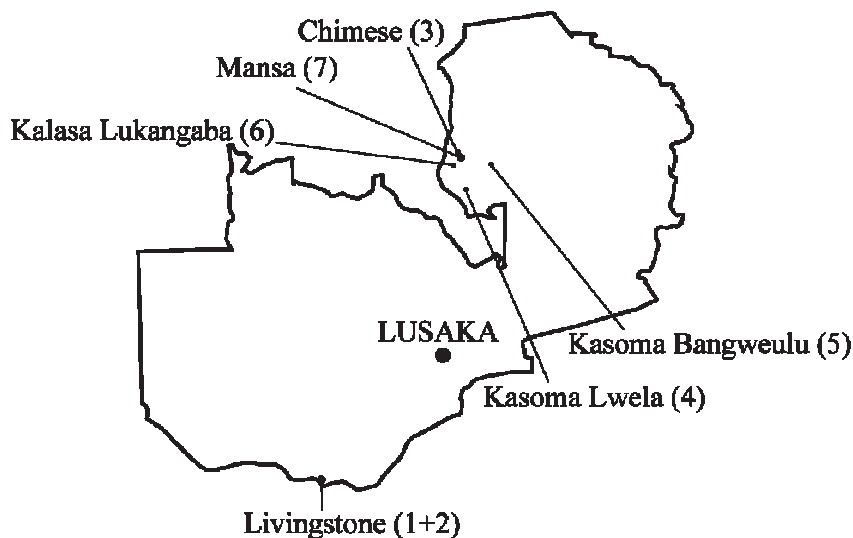 Chimese (3)
Mansa (7)
Kalasa Lukangaba (6)
LUSAKA
Kasoma Bangweulu (5)
Kasoma Lwela (4)
Livingstone (1+2)